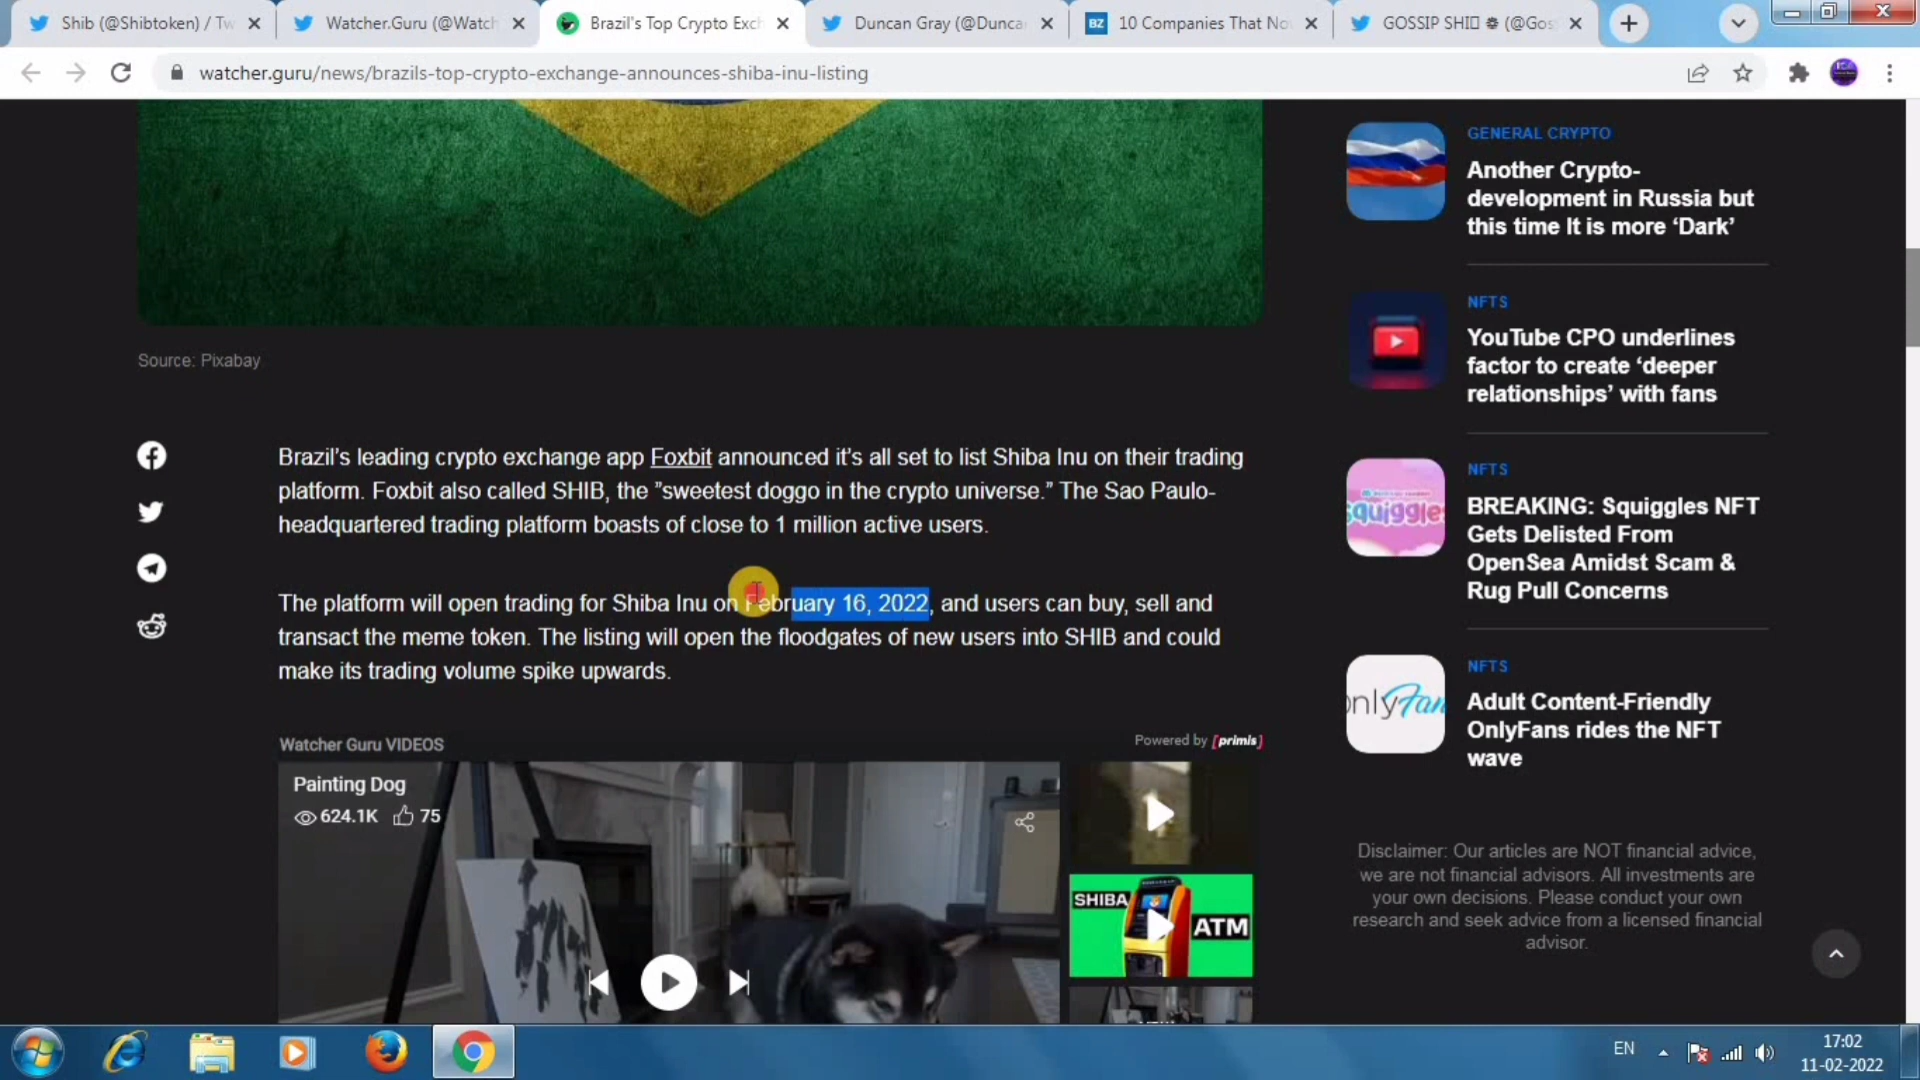 Shib (@Shibtoken) / Tw
Watcher.Guru (@Watch
Brazil's Top Crypto Exch
Duncan Gray (@Dunca
BZ
10 Companies That No
GOSSIP SHI (@Gos
watcher.guru/news/brazils-top-crypto-exchange-announces-shiba-inu-listing
Source: Pixabay
Brazil's leading crypto exchange app Foxbit announced it's all set to list Shiba Inu on their trading
platform. Foxbit also called SHIB, the "sweetest doggo in the crypto universe." The Sao Paulo-
headquartered trading platform boasts of close to 1 million active users.
The platform will open trading for Shiba Inu on February 16, 2022, and users can buy, sell and
transact the meme token. The listing will open the floodgates of new users into SHIB and could
make its trading volume spike upwards.
Watcher Guru VIDEOS
Powered by [primis]
Painting Dog
624.1K 75
SHIBA
ATM
GENERAL CRYPTO
Another Crypto-
development in Russia but
this time It is more ‘Dark’
NFTS
YouTube CPO underlines
factor to create ‘deeper
relationships’ with fans
squiggles
NFTS
BREAKING: Squiggles NFT
Gets Delisted From
OpenSea Amidst Scam &
Rug Pull Concerns
onlyFan
NFTS
Adult Content-Friendly
OnlyFans rides the NFT
wave
Disclaimer: Our articles are NOT financial advice,
we are not financial advisors. All investments are
your own decisions. Please conduct your own
research and seek advice from a licensed financial
advisor.
EN
17:02
11-02-2022